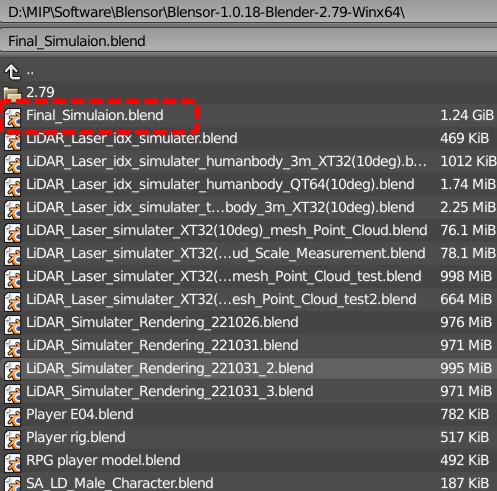 D:\MIP\Software\Blensor\Blensor-1.0.18-Blender-2.79-Winx64\
Final_Simulaion.blend
..
2.79
Final_Simulaion.blend 1.24 GiB
LiDAR_Laser_idx_simulater.blend 469 KiB
LiDAR_Laser_idx_simulater_humanbody_3m_XT32(10deg).b... 1012 KiB
LiDAR_Laser_idx_simulater_humanbody_QT64(10deg).blend 1.74 MiB
LiDAR_Laser_idx_simulater_t...body_3m_XT32(10deg).blend 2.25 MiB
LiDAR_Laser_simulater_XT32(10deg)_mesh_Point_Cloud.blend 76.1 MiB
LiDAR_Laser_simulater_XT32(...ud_Scale_Measurement.blend 78.1 MiB
LiDAR_Laser_simulater_XT32(...mesh_Point_Cloud_test.blend 998 MiB
LiDAR_Laser_simulater_XT32(...esh_Point_Cloud_test2.blend 664 MiB
LiDAR_Simulater_Rendering_221026.blend 976 MiB
LiDAR_Simulater_Rendering_221031.blend 971 MiB
LiDAR_Simulater_Rendering_221031_2.blend 995 MiB
LiDAR_Simulater_Rendering_221031_3.blend 971 MiB
Player E04.blend 782 KiB
Player rig.blend 517 KiB
RPG player model.blend 492 KiB
SA_LD_Male_Character.blend 187 KiB